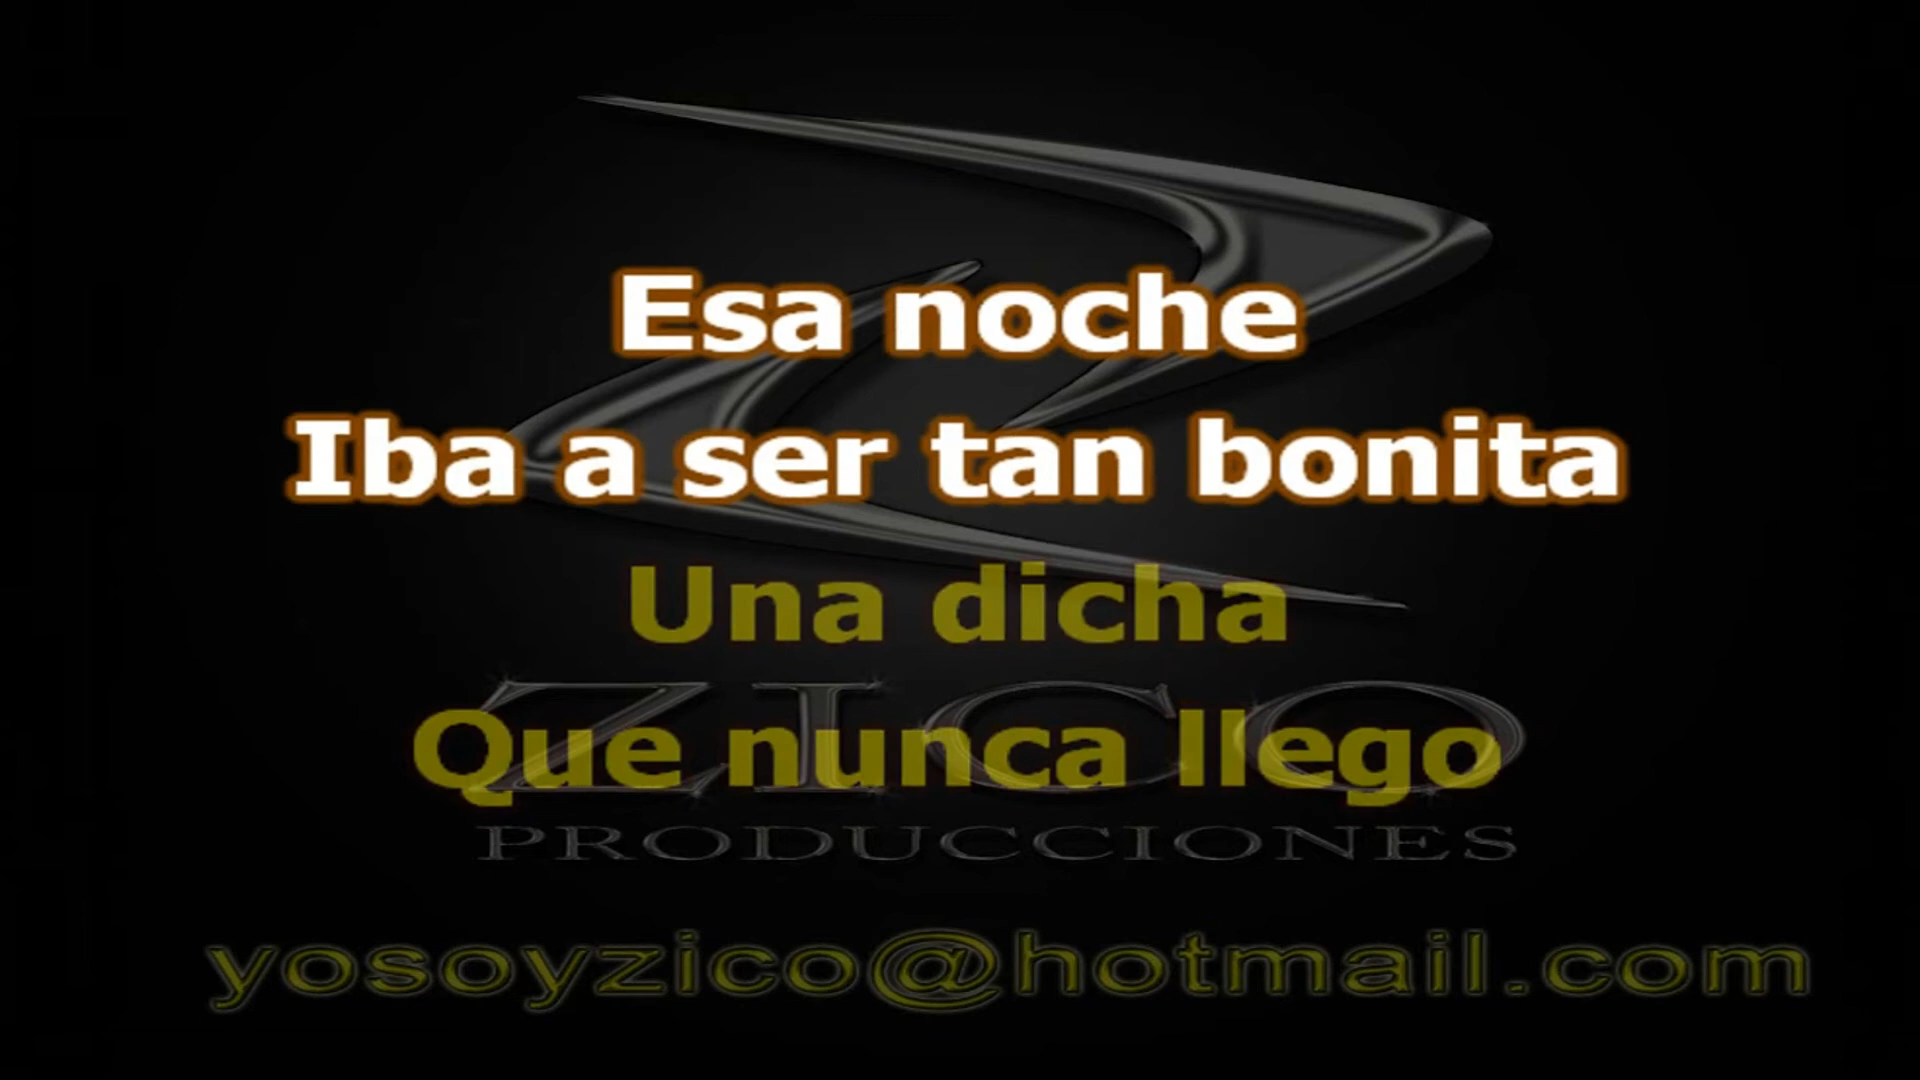 Esa noche
Iba a ser tan bonita
Una dicha
Que nunca llego
ZICO
PRODUCCIONES
yosoyzico@hotmail.com